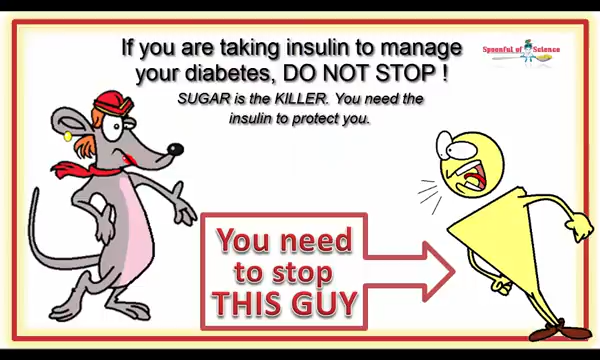 If you are taking insulin to manage
your diabetes, DO NOT STOP !
SUGAR is the KILLER. You need the
insulin to protect you.
Spoonful of Science
You need
to stop
THIS GUY